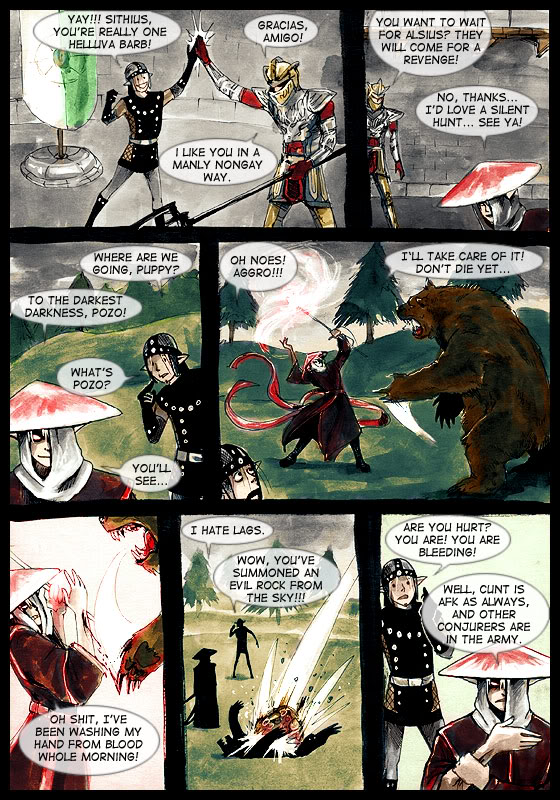 YAY!!! SITHIUS,
YOU'RE REALLY ONE
HELLUVA BARB!
GRACIAS,
AMIGO!
I LIKE YOU IN A
MANLY NONGAY
WAY.
YOU WANT TO WAIT
FOR ALSIUS? THEY
WILL COME FOR A
REVENGE!
NO, THANKS...
I'D LOVE A SILENT
HUNT... SEE YA!
WHERE ARE WE
GOING, PUPPY?
TO THE DARKEST
DARKNESS, POZO!
WHAT'S
POZO?
YOU'LL
SEE...
OH NOES!
AGGRO!!!
I'LL TAKE CARE OF IT!
DON'T DIE YET...
OH SHIT, I'VE
BEEN WASHING MY
HAND FROM BLOOD
WHOLE MORNING!
I HATE LAGS.
WOW, YOU'VE
SUMMONED AN
EVIL ROCK FROM
THE SKY!!!
ARE YOU HURT?
YOU ARE! YOU ARE
BLEEDING!
WELL, CUNT IS
AFK AS ALWAYS,
AND OTHER
CONJURERS ARE
IN THE ARMY.